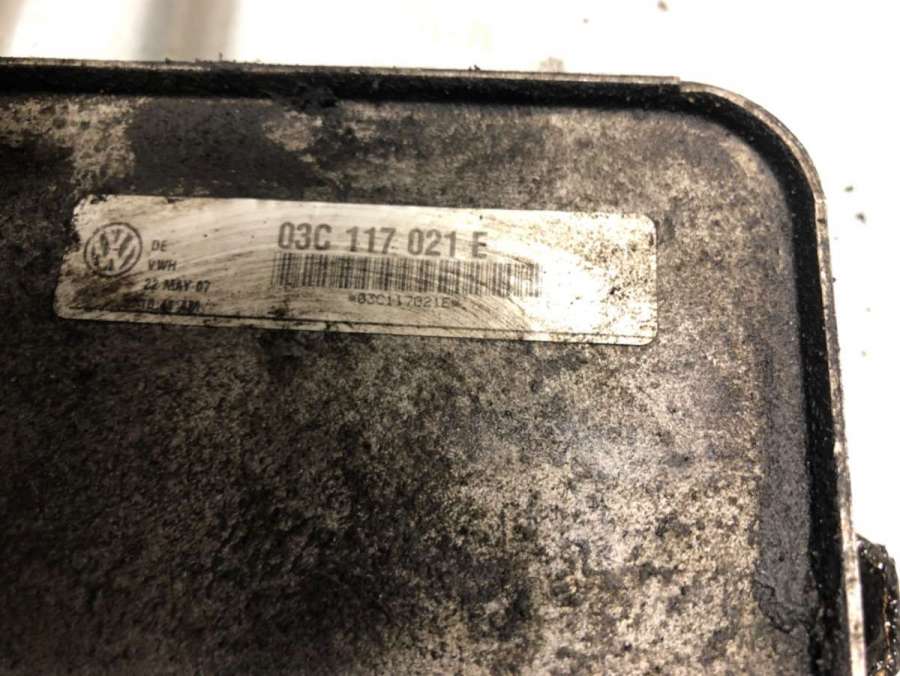 03C 117 021 E
DE
VWH
22 MAY 07
*03C117021E*